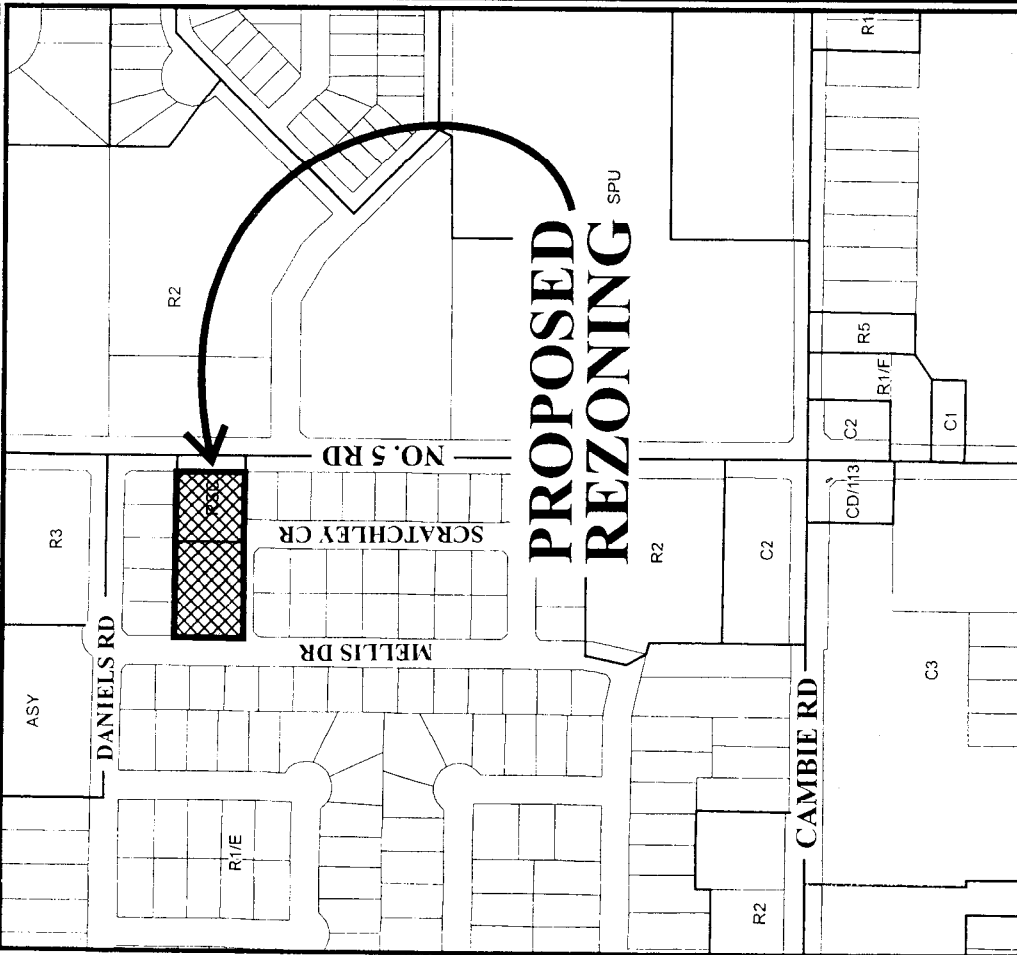 R2
SPU
PROPOSED
REZONING
R5
R1/F
C2
C1
NO. 5 RD
CD/113
R3
SCRATCHLEY CR
R2
C2
ASY
DANIELS RD
MELLIS DR
C3
CAMBIE RD
R1/E
R2